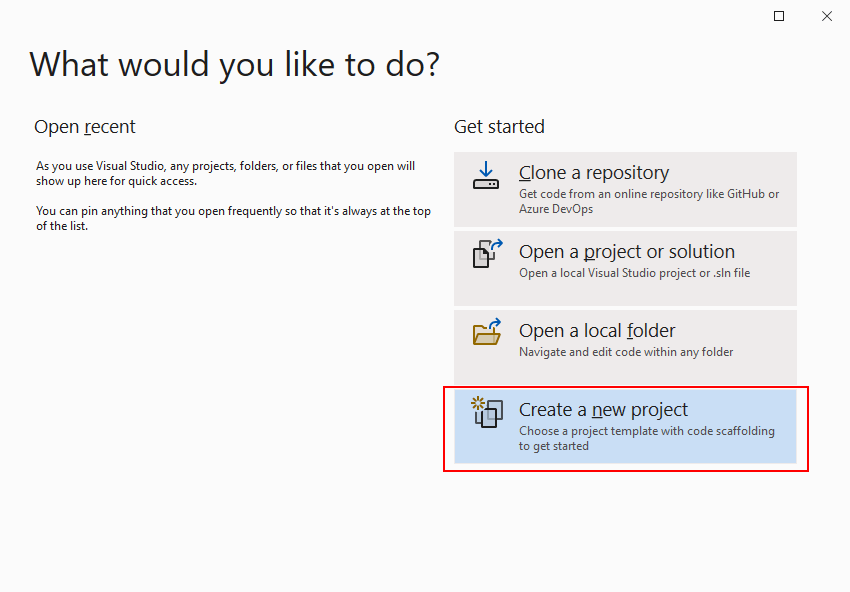 What would you like to do?
Open recent
As you use Visual Studio, any projects, folders, or files that you open will
show up here for quick access.
You can pin anything that you open frequently so that it's always at the top
of the list.
Get started
Clone a repository
Get code from an online repository like GitHub or
Azure DevOps
Open a project or solution
Open a local Visual Studio project or .sln file
Open a local folder
Navigate and edit code within any folder
Create a new project
Choose a project template with code scaffolding
to get started